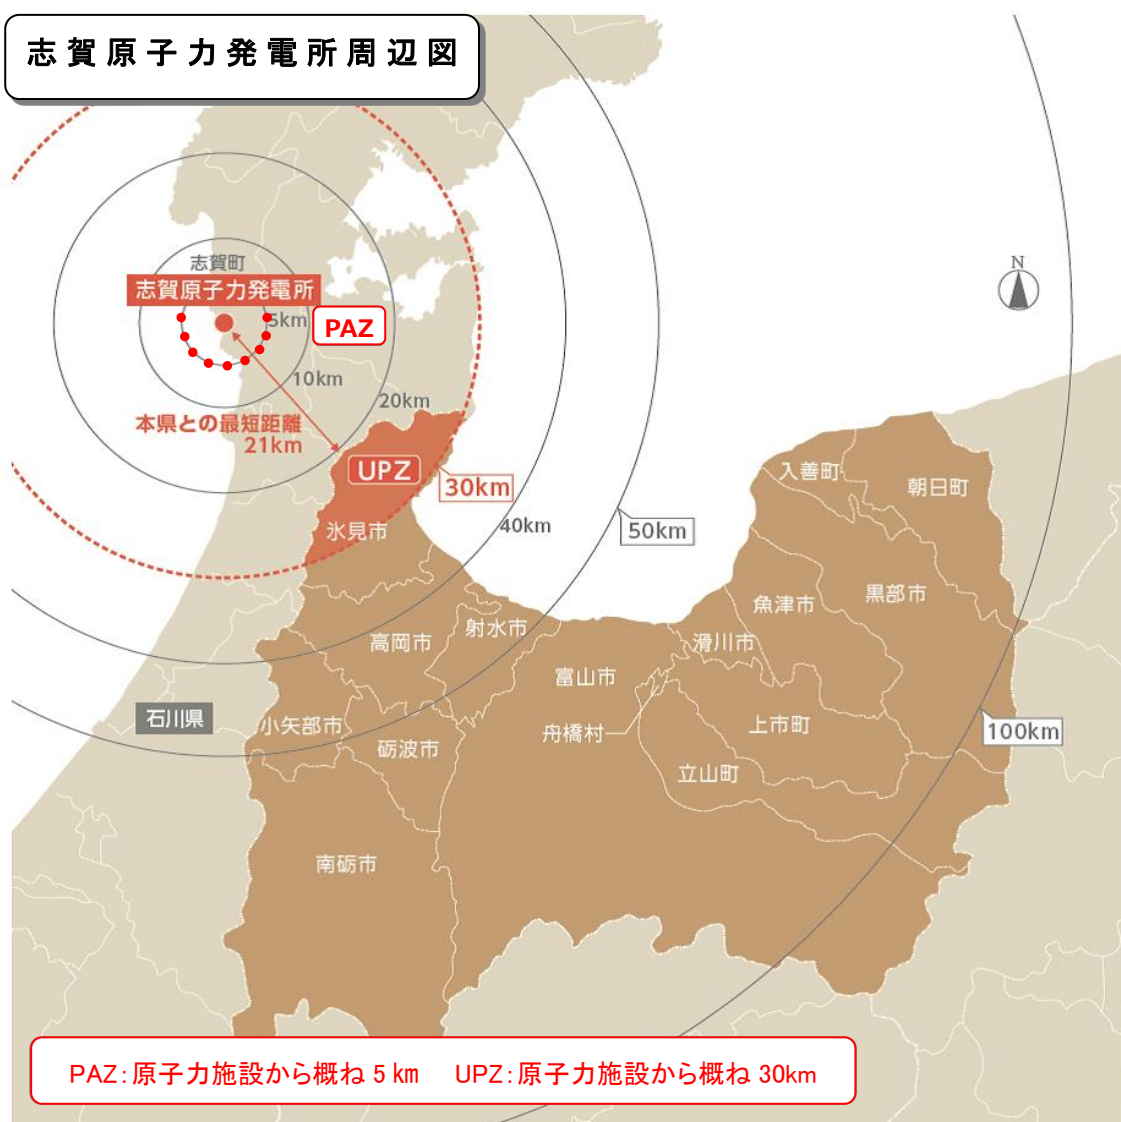 志賀原子力発電所周辺図
N
志賀町
志賀原子力発電所
5km
PAZ
10km
20km
本県との最短距離
21km
UPZ
30km
氷見市
40km
50km
入善町
朝日町
黒部市
魚津市
射水市
高岡市
滑川市
富山市
石川県
小矢部市
舟橋村
上市町
100km
砺波市
立山町
南砺市
PAZ:原子力施設から概ね 5 ㎞ UPZ:原子力施設から概ね 30km